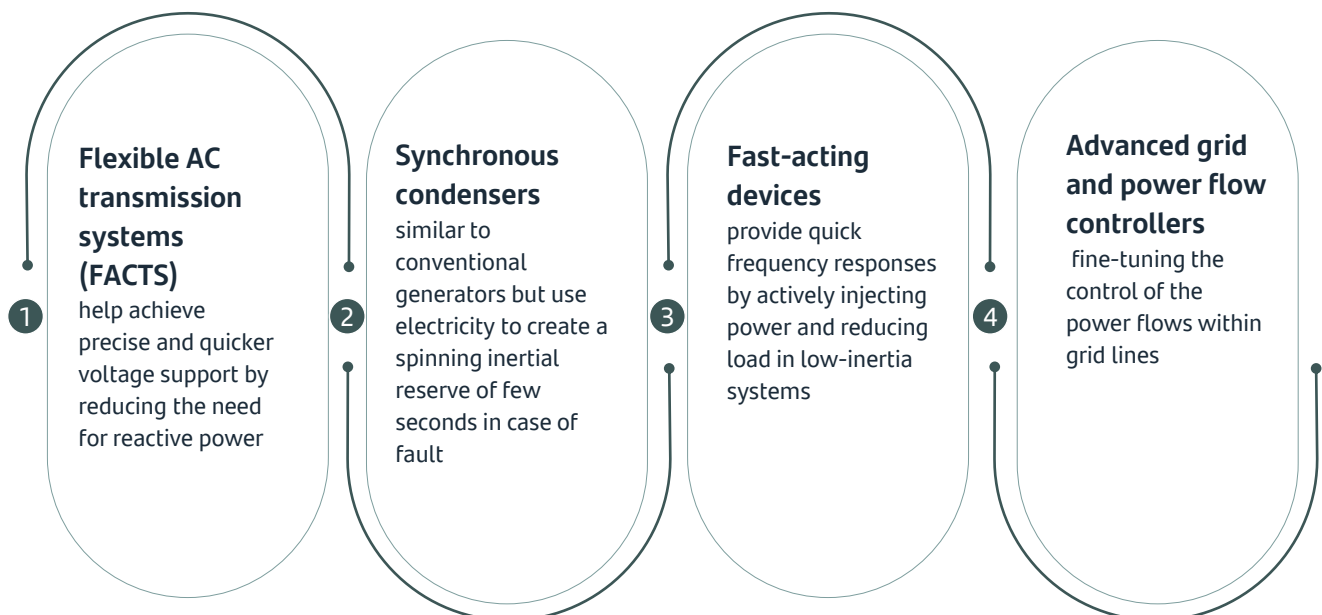 1
Flexible AC
transmission
systems
(FACTS)
help achieve
precise and quicker
voltage support by
reducing the need
for reactive power
2
Synchronous
condensers
similar to
conventional
generators but use
electricity to create a
spinning inertial
reserve of few
seconds in case of
fault
3
Fast-acting
devices
provide quick
frequency responses
by actively injecting
power and reducing
load in low-inertia
systems
4
Advanced grid
and power flow
controllers
fine-tuning the
control of the
power flows within
grid lines